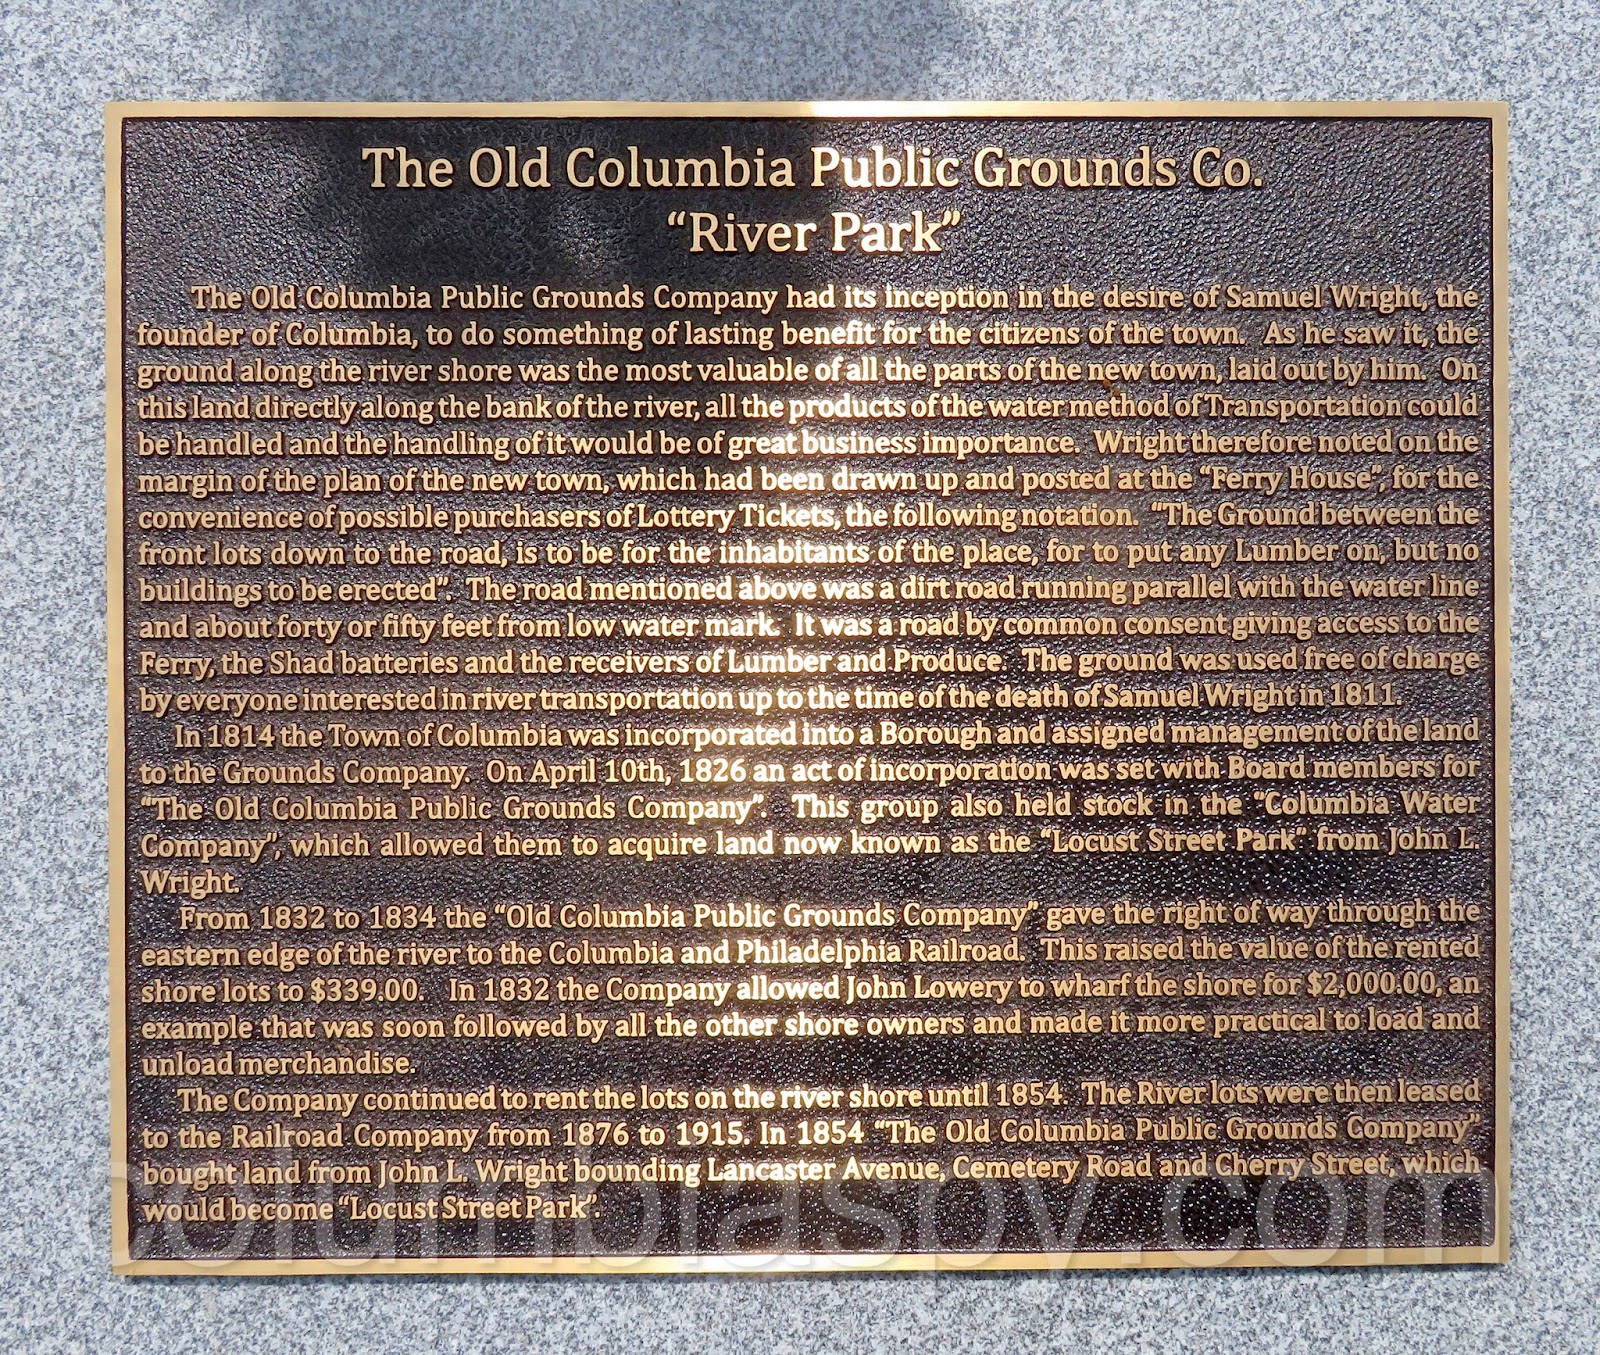 The Old Columbia Public Grounds Co.
“River Park”
The Old Columbia Public Grounds Company had its inception in the desire of Samuel Wright, the
founder of Columbia, to do something of lasting benefit for the citizens of the town. As he saw it, the
ground along the river shore was the most valuable of all the parts of the new town, laid out by him. On
this land directly along the bank of the river, all the products of the water method of Transportation could
be handled and the handling of it would be of great business importance. Wright therefore noted on the
margin of the plan of the new town, which had been drawn up and posted at the “Ferry House”, for the
convenience of possible purchasers of Lottery Tickets, the following notation. “The Ground between the
front lots down to the road, is to be for the inhabitants of the place, for to put any Lumber on, but no
buildings to be erected”. The road mentioned above was a dirt road running parallel with the water line
and about forty or fifty feet from low water mark. It was a road by common consent giving access to the
Ferry, the Shad batteries and the receivers of Lumber and Produce. The ground was used free of charge
by everyone interested in river transportation up to the time of the death of Samuel Wright in 1811.
In 1814 the Town of Columbia was incorporated into a Borough and assigned management of the land
to the Grounds Company. On April 10th, 1826 an act of incorporation was set with Board members for
“The Old Columbia Public Grounds Company”. This group also held stock in the “Columbia Water
Company”, which allowed them to acquire land now known as the “Locust Street Park” from John L.
Wright.
From 1832 to 1834 the “Old Columbia Public Grounds Company” gave the right of way through the
eastern edge of the river to the Columbia and Philadelphia Railroad. This raised the value of the rented
shore lots to $339.00. In 1832 the Company allowed John Lowery to wharf the shore for $2,000.00, an
example that was soon followed by all the other shore owners and made it more practical to load and
unload merchandise.
The Company continued to rent the lots on the river shore until 1854. The River lots were then leased
to the Railroad Company from 1876 to 1915. In 1854 “The Old Columbia Public Grounds Company”
bought land from John L. Wright bounding Lancaster Avenue, Cemetery Road and Cherry Street, which
would become “Locust Street Park”.
columbiaspy.com